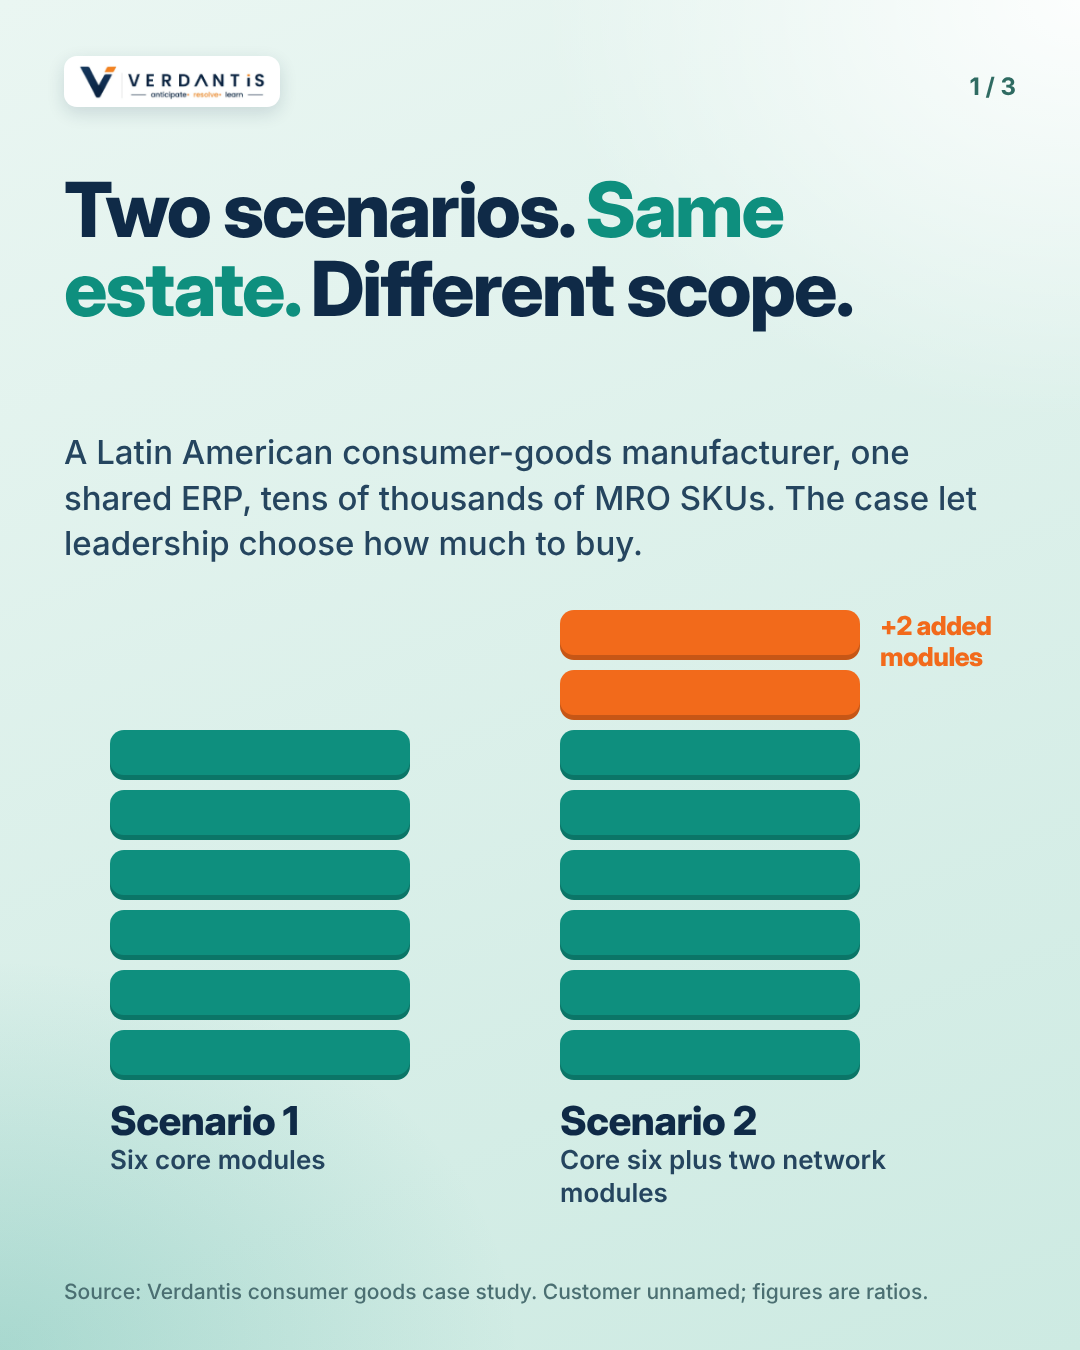 VERDANTIS
anticipate• resolve• learn
1 / 3
Two scenarios. Same
estate. Different scope.
A Latin American consumer-goods manufacturer, one
shared ERP, tens of thousands of MRO SKUs. The case let
leadership choose how much to buy.
+2 added
modules
Scenario 1
Six core modules
Scenario 2
Core six plus two network
modules
Source: Verdantis consumer goods case study. Customer unnamed; figures are ratios.